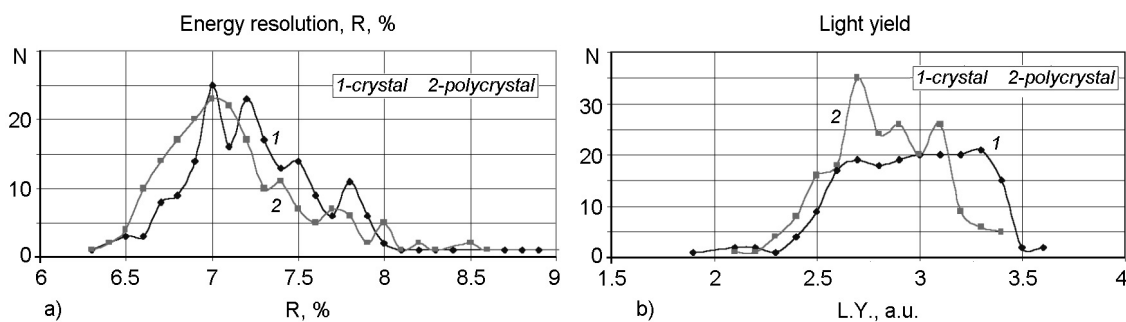 Energy resolution, R, %
N
1-crystal 2-polycrystal
20
10
0
1
2
6 6.5 7 7.5 8 8.5 9
a) R, %
Light yield
N
1-crystal 2-polycrystal
30
20
10
0
2
1
1.5 2 2.5 3 3.5 4
b) L.Y., a.u.